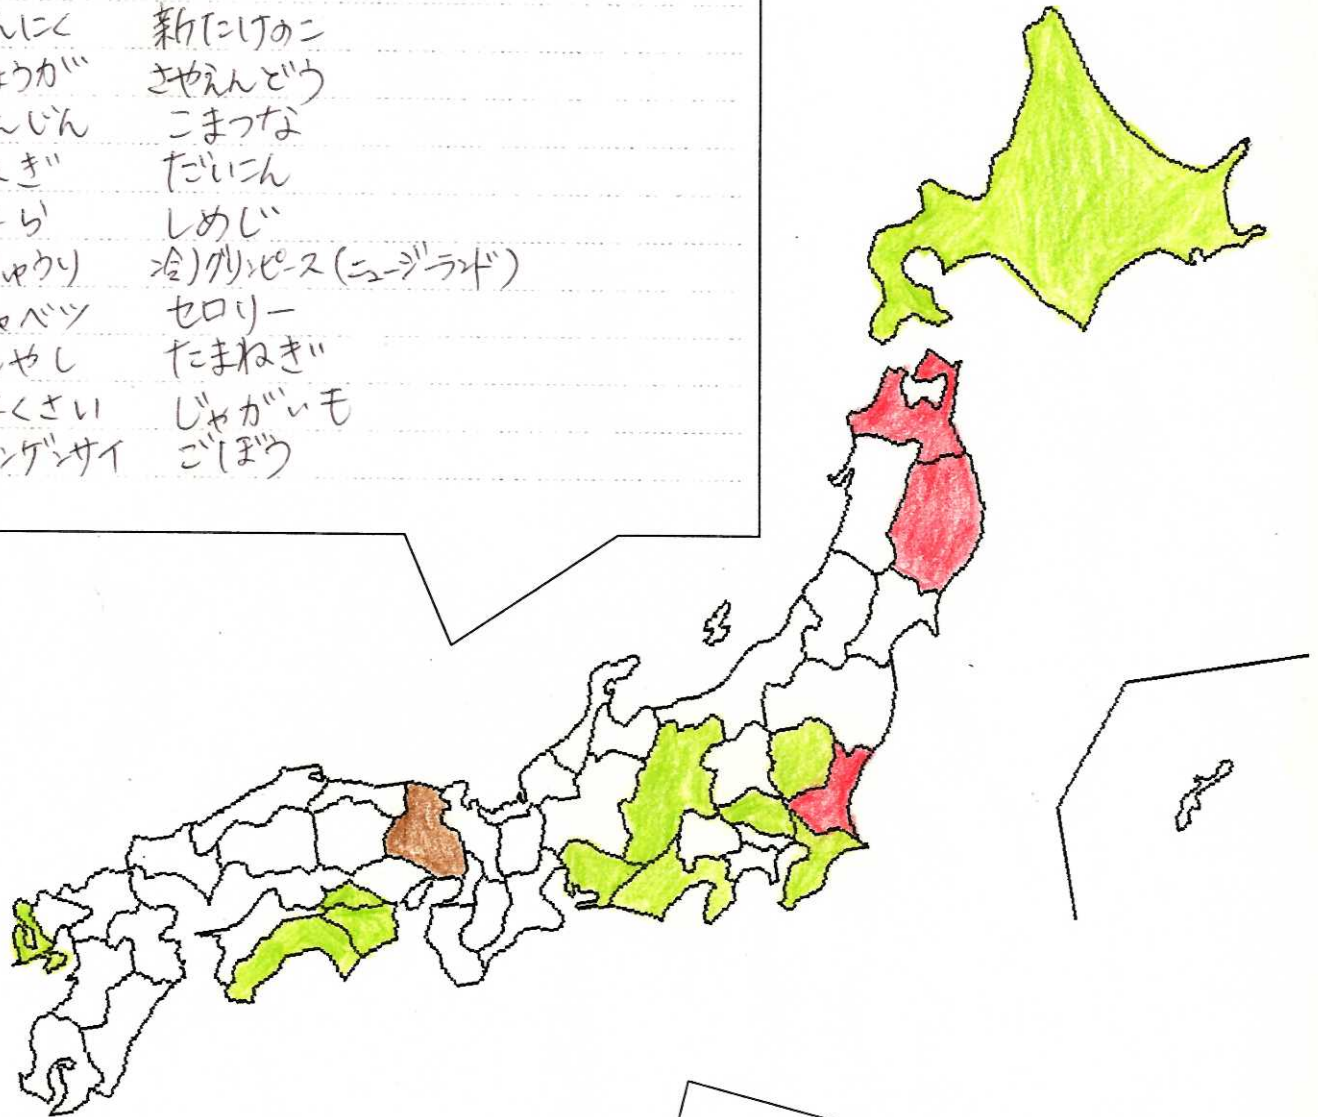 んにく 新たけのこ
ょうが さやえんどう
んじん こまつな
ぎ だいこん
ら しめじ
ゅうり 冷)グリンピース(ニュージランド)
ャベツ セロリー
やし たまねぎ
くさい じゃがいも
ンゲンサイ ごぼう